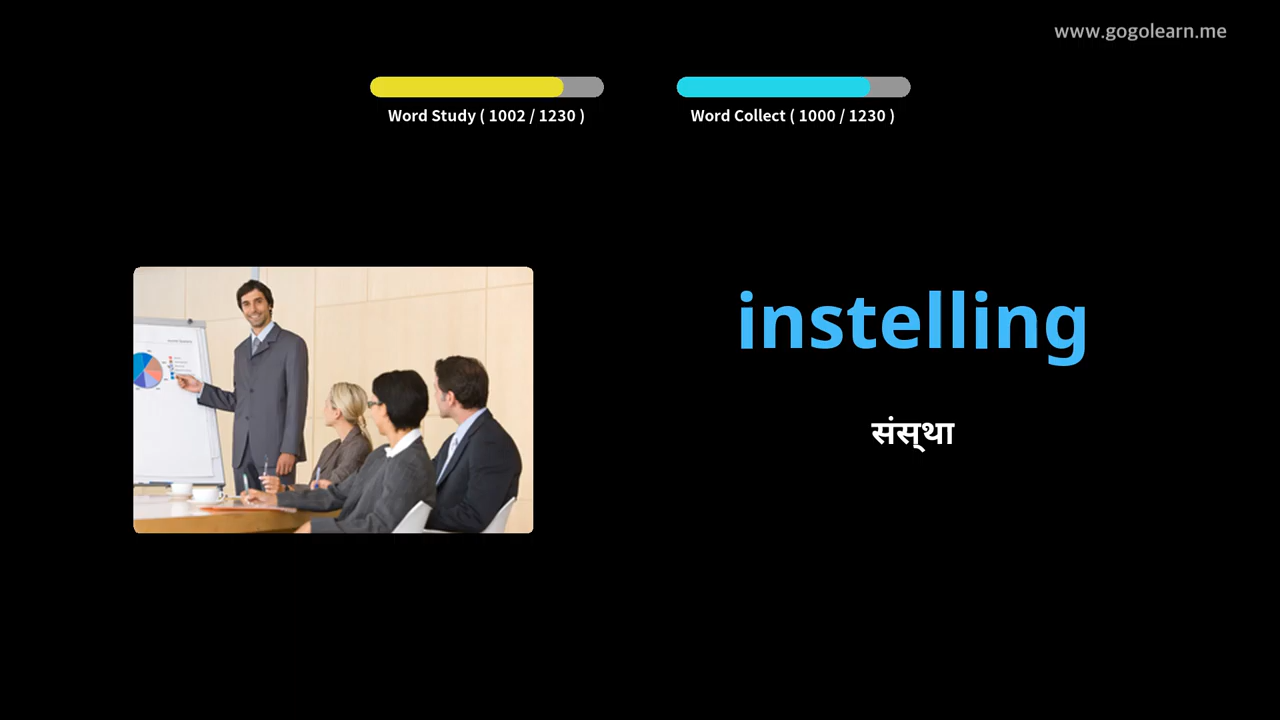 www.gogolearn.me
Word Study ( 1002 / 1230 )
Word Collect ( 1000 / 1230 )
instelling
संस्था